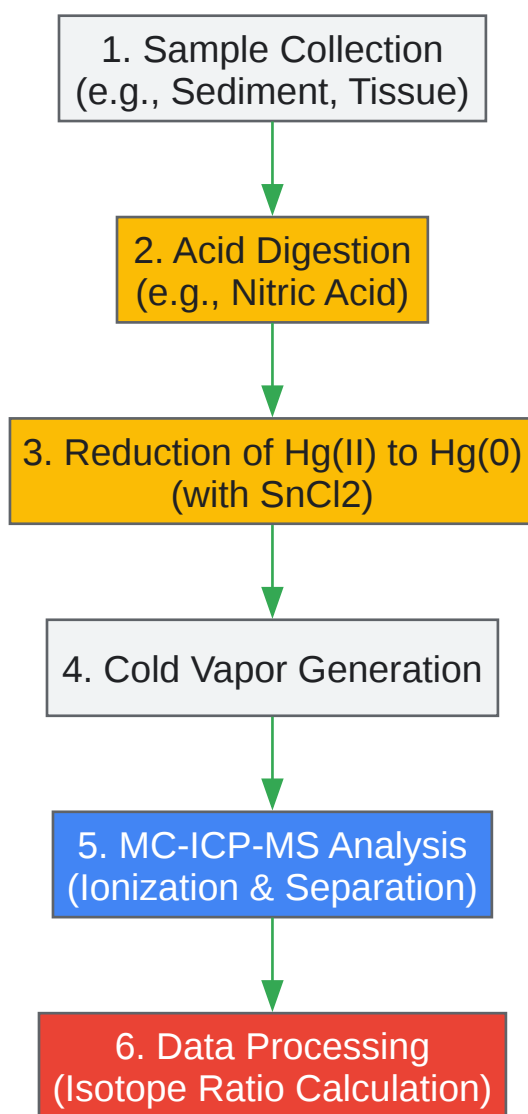 1. Sample Collection
(e.g., Sediment, Tissue)
2. Acid Digestion
(e.g., Nitric Acid)
3. Reduction of Hg(II) to Hg(0)
(with SnCl2)
4. Cold Vapor Generation
5. MC-ICP-MS Analysis
(Ionization & Separation)
6. Data Processing
(Isotope Ratio Calculation)